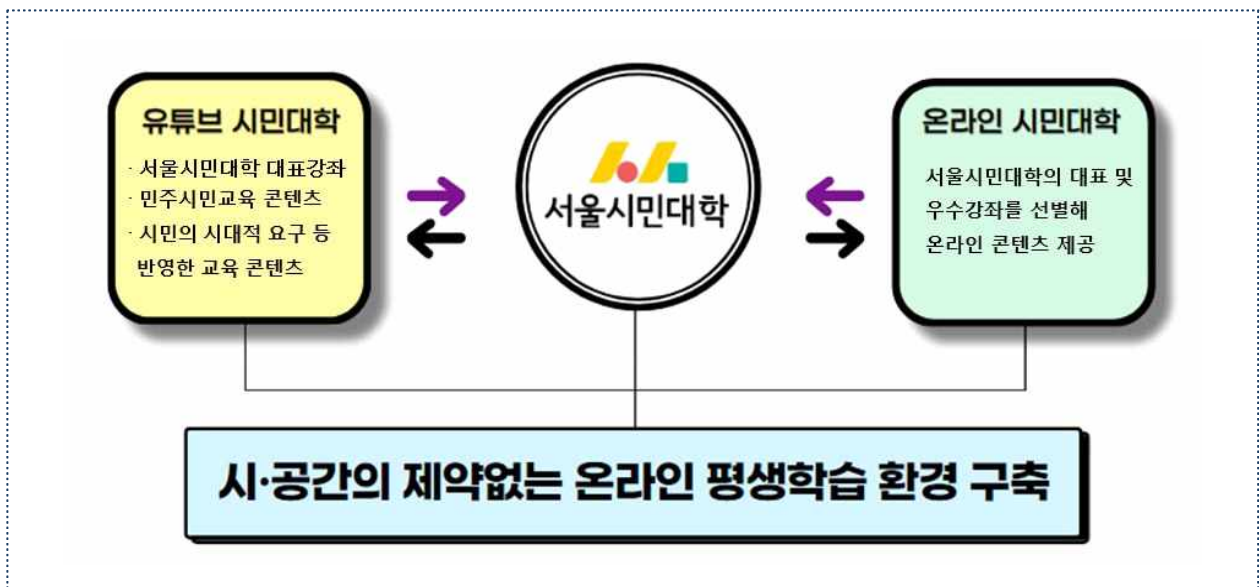 유튜브 시민대학
· 서울시민대학 대표강좌
· 민주시민교육 콘텐츠
· 시민의 시대적 요구 등
반영한 교육 콘텐츠
서울시민대학
온라인 시민대학
서울시민대학의 대표 및
우수강좌를 선별해
온라인 콘텐츠 제공
시·공간의 제약없는 온라인 평생학습 환경 구축